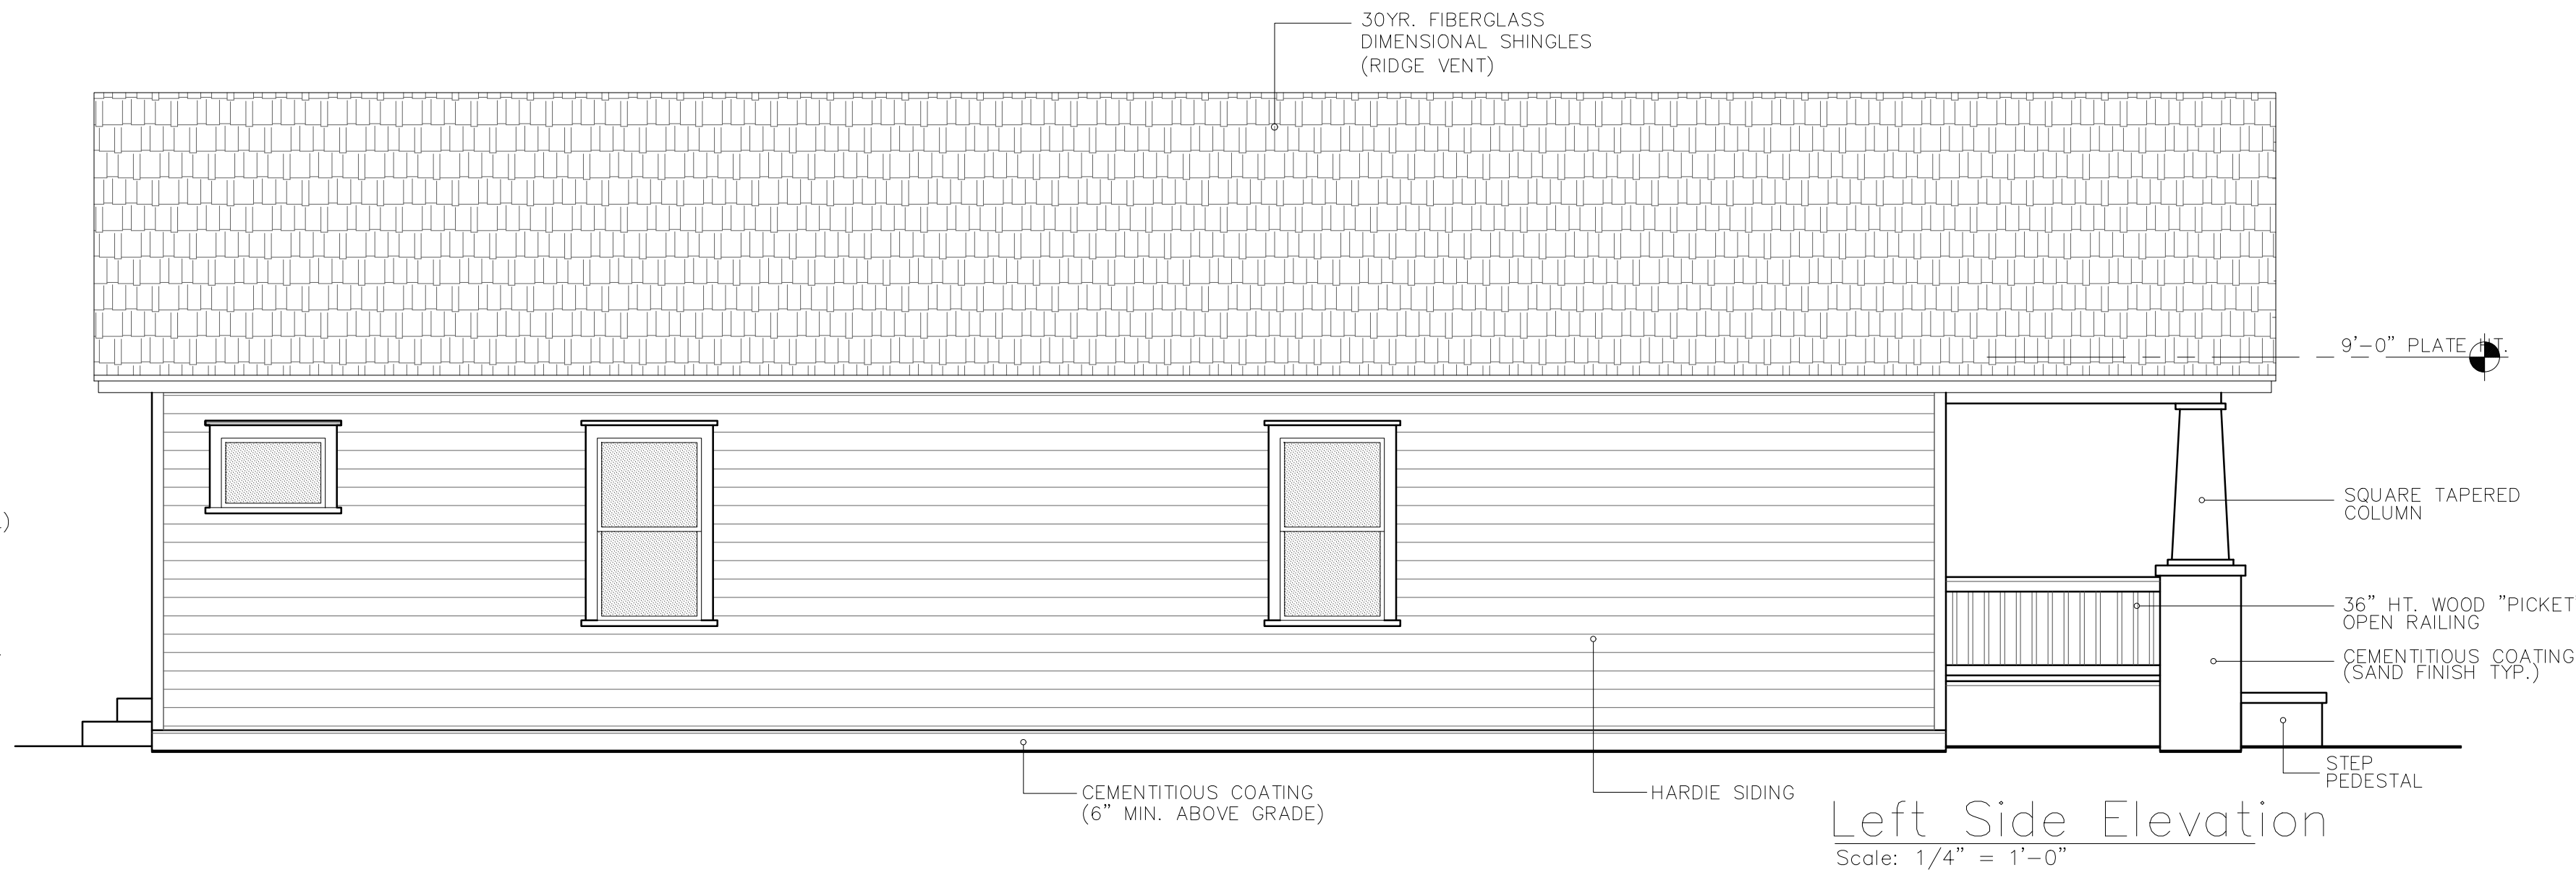 30YR. FIBERGLASS
DIMENSIONAL SHINGLES
(RIDGE VENT)
9'-0" PLATE HT.
SQUARE TAPERED
COLUMN
36" HT. WOOD "PICKET
OPEN RAILING
CEMENTITIOUS COATING
(SAND FINISH TYP.)
STEP
PEDESTAL
CEMENTITIOUS COATING
(6" MIN. ABOVE GRADE)
HARDIE SIDING
Left Side Elevation
Scale: 1/4" = 1'-0"